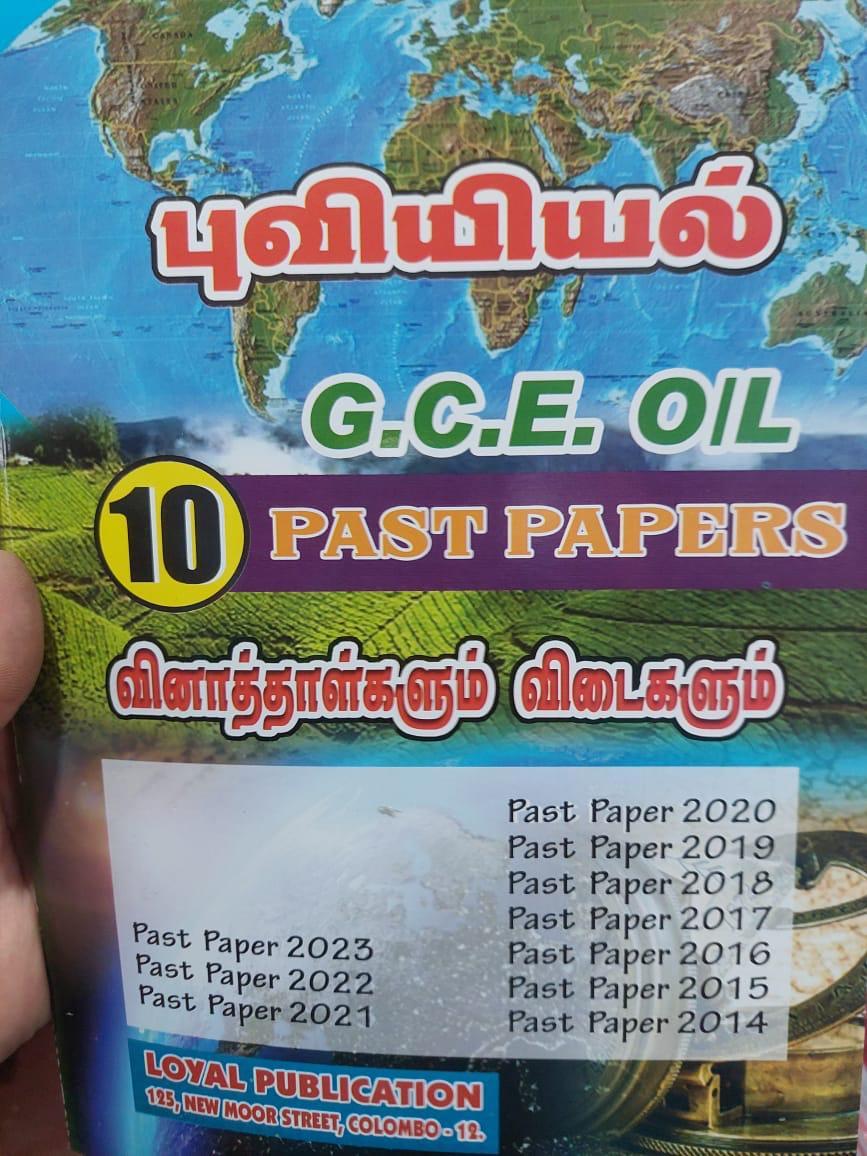 CANADA
புவியியல்
G.C.E. O/L
10 PAST PAPERS
வினாத்தாள்களும் விடைகளும்
Past Paper 2023
Past Paper 2022
Past Paper 2021
Past Paper 2020
Past Paper 2019
Past Paper 2018
Past Paper 2017
Past Paper 2016
Past Paper 2015
Past Paper 2014
LOYAL PUBLICATION
125, NEW MOOR STREET, COLOMBO - 12.